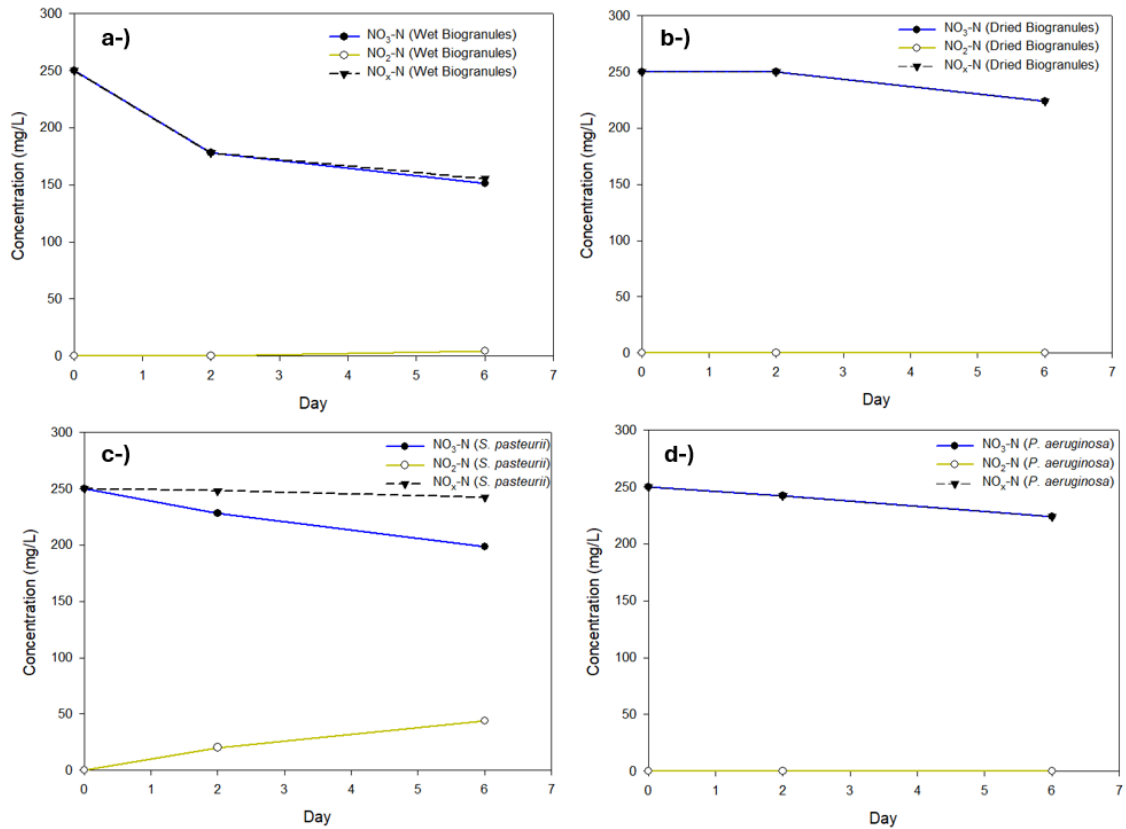 a-)
NO₃-N (Wet Biogranules)
NO₂-N (Wet Biogranules)
NOₓ-N (Wet Biogranules)
300
250
200
150
100
50
0
Concentration (mg/L)
0 1 2 3 4 5 6 7
Day
b-)
NO₃-N (Dried Biogranules)
NO₂-N (Dried Biogranules)
NOₓ-N (Dried Biogranules)
300
250
200
150
100
50
0
Concentration (mg/L)
0 1 2 3 4 5 6 7
Day
c-)
NO₃-N (S. pasteurii)
NO₂-N (S. pasteurii)
NOₓ-N (S. pasteurii)
300
250
200
150
100
50
0
Concentration (mg/L)
0 1 2 3 4 5 6 7
Day
d-)
NO₃-N (P. aeruginosa)
NO₂-N (P. aeruginosa)
NOₓ-N (P. aeruginosa)
300
250
200
150
100
50
0
Concentration (mg/L)
0 1 2 3 4 5 6 7
Day